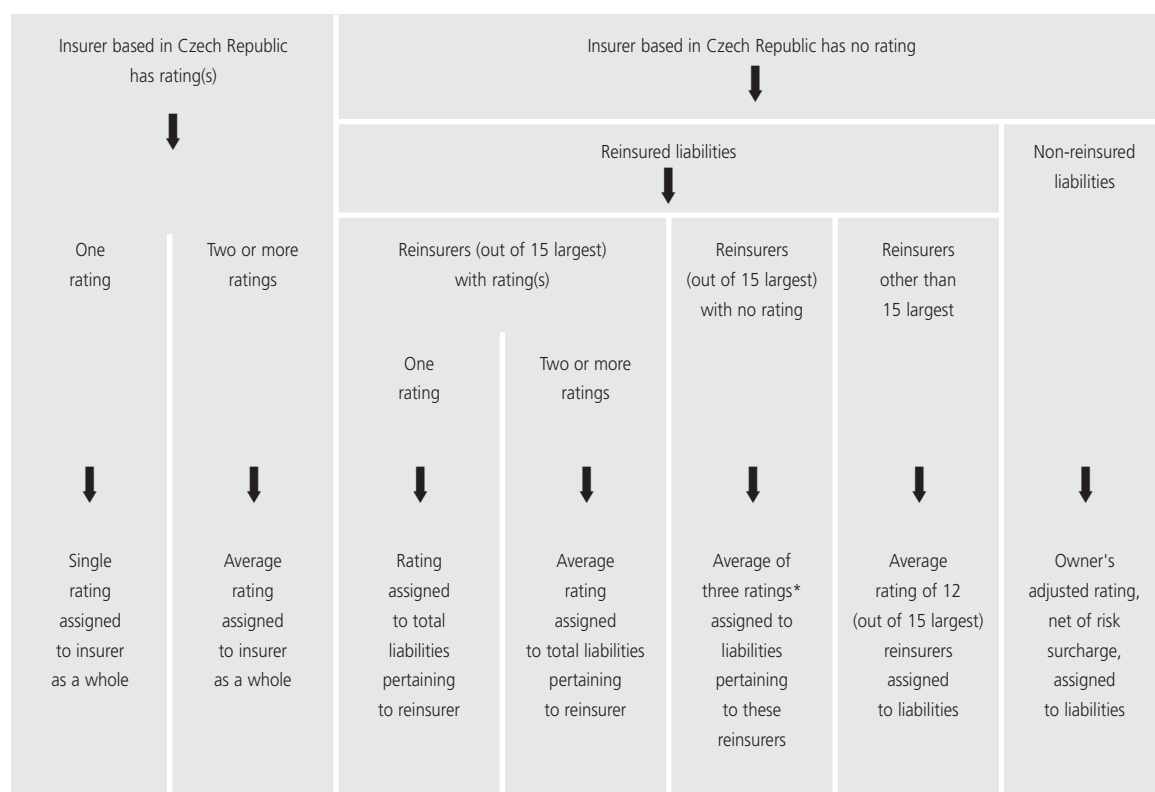 Insurer based in Czech Republic
has rating(s)
Insurer based in Czech Republic has no rating
Reinsured liabilities
Non-reinsured
liabilities
One
rating
Two or more
ratings
Reinsurers (out of 15 largest)
with rating(s)
Reinsurers
(out of 15 largest)
with no rating
Reinsurers
other than
15 largest
One
rating
Two or more
ratings
Single
rating
assigned
to insurer
as a whole
Average
rating
assigned
to insurer
as a whole
Rating
assigned
to total
liabilities
pertaining
to reinsurer
Average
rating
assigned
to total liabilities
pertaining
to reinsurer
Average of
three ratings*
assigned to
liabilities
pertaining
to these
reinsurers
Average
rating of 12
(out of 15 largest)
reinsurers
assigned
to liabilities
Owner's
adjusted rating,
net of risk
surcharge,
assigned
to liabilities